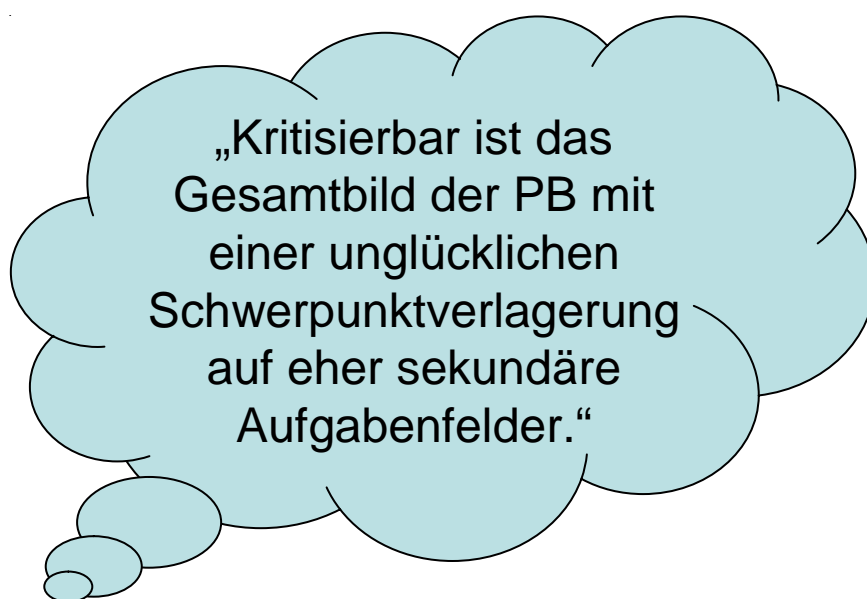 „Kritisierbar ist das
Gesamtbild der PB mit
einer unglücklichen
Schwerpunktverlagerung
auf eher sekundäre
Aufgabenfelder.“